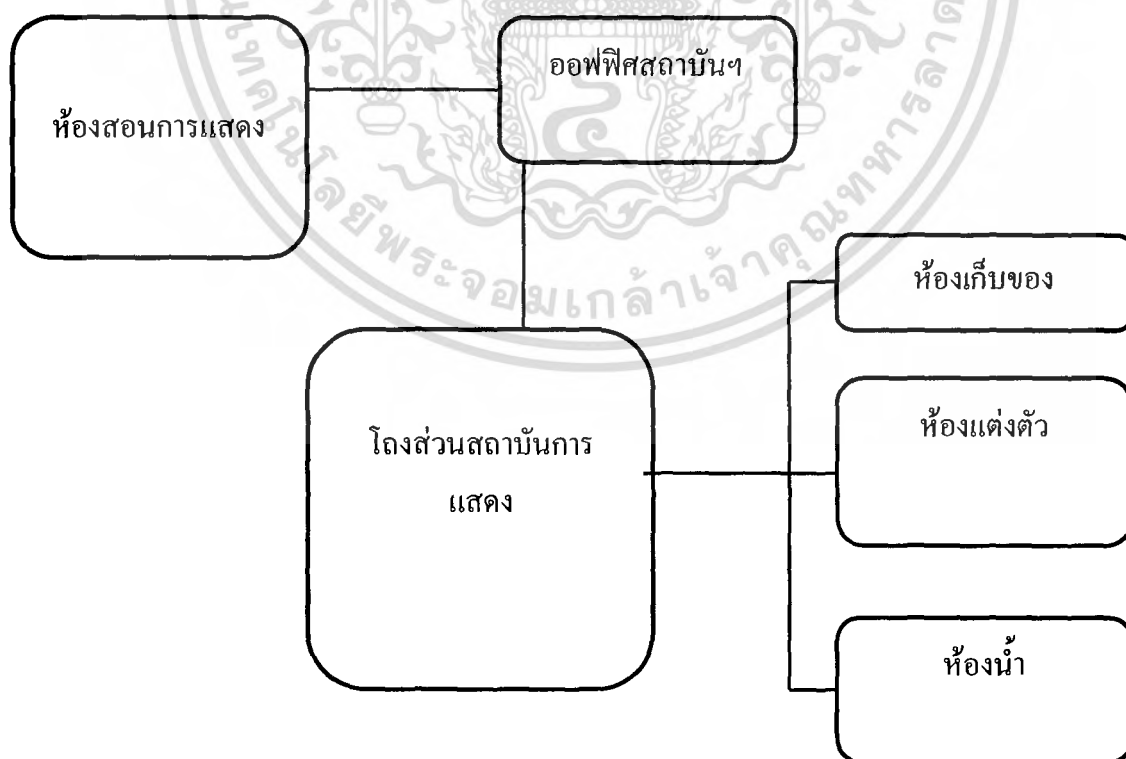 ออฟฟิศสถาบันฯ
ห้องสอนการแสดง
ห้องเก็บของ
ห้องแต่งตัว
โถงส่วนสถาบันการ
แสดง
ห้องน้ำ